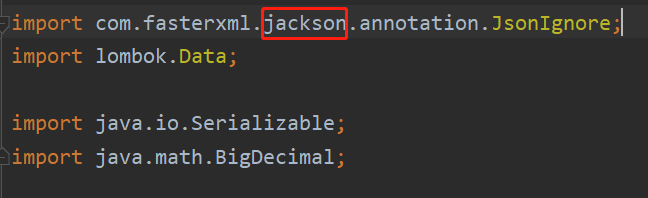 import com.fasterxml.jackson.annotation.JsonIgnore;
import lombok.Data;
import java.io.Serializable;
import java.math.BigDecimal;